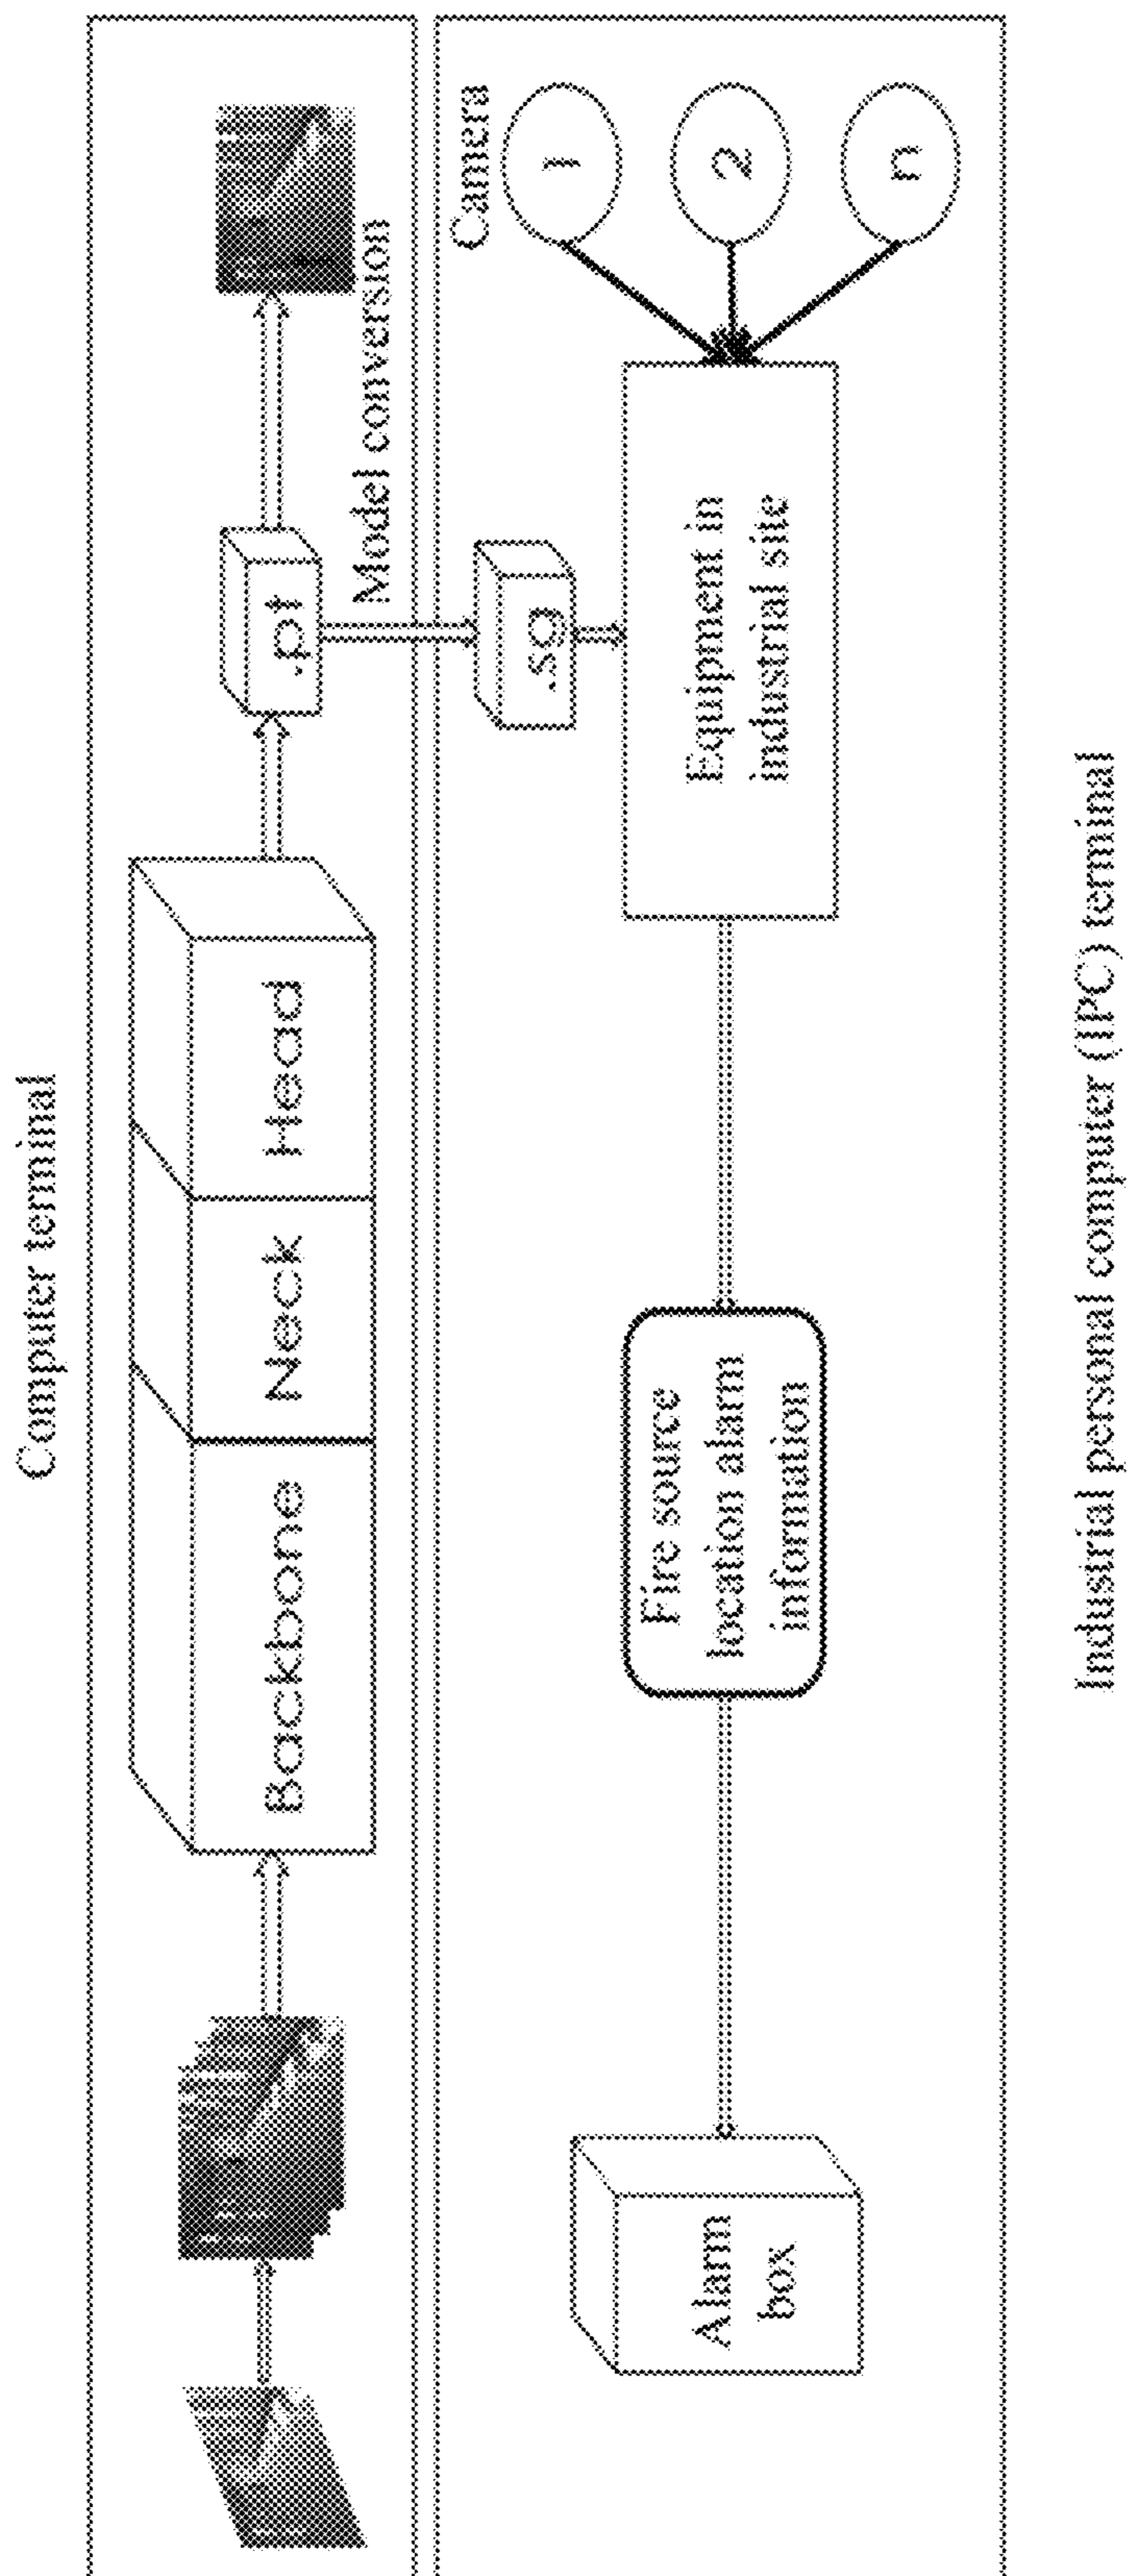 Computer terminal
Backbone
Neck
Head
.pt
Model conversion
Camera
1
2
n
.sg
Equipment in
industrial site
Fire source
location alarm
information
Alarm
box
Industrial personal computer (IPC) terminal